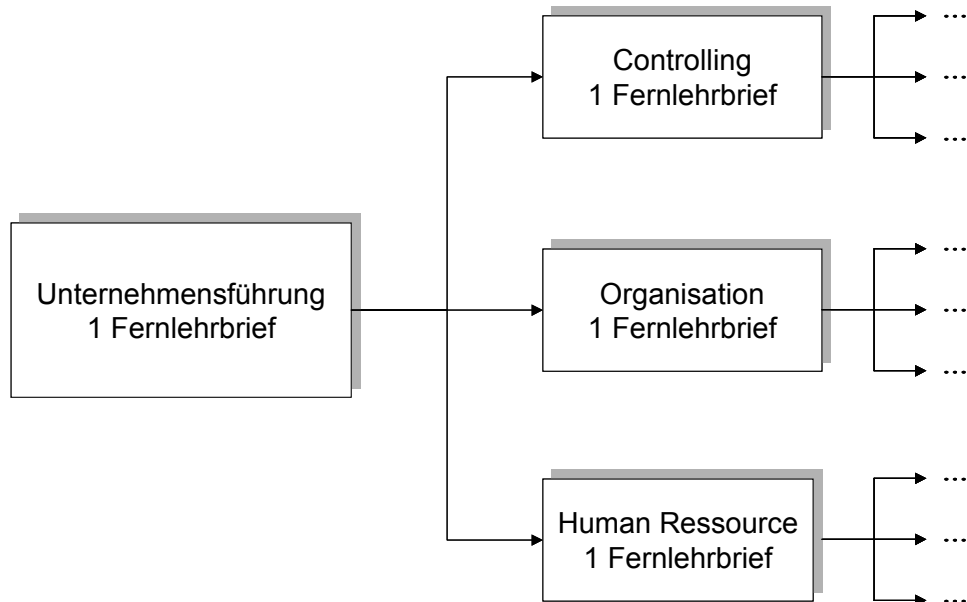 Controlling
1 Fernlehrbrief
...
...
...
Unternehmensführung
1 Fernlehrbrief
Organisation
1 Fernlehrbrief
...
...
...
Human Ressource
1 Fernlehrbrief
...
...
...